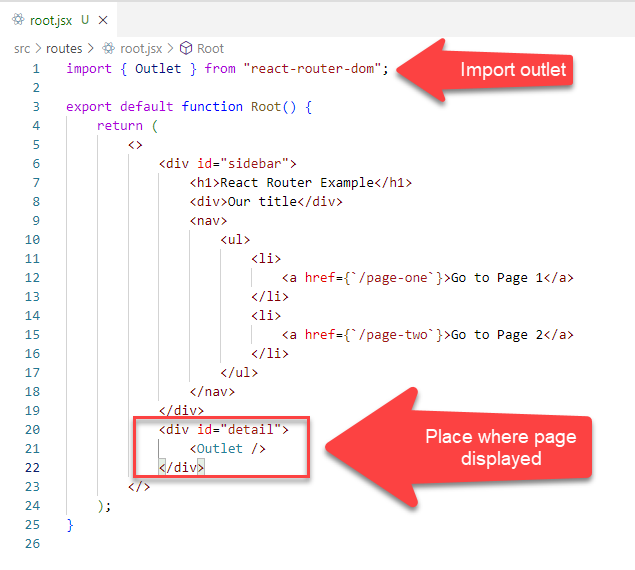 root.jsx U ×
src > routes > root.jsx > Root
1 import { Outlet } from "react-router-dom";
Import outlet
2
3 export default function Root() {
4     return (
5         <>
6             <div id="sidebar">
7                 <h1>React Router Example</h1>
8                 <div>Our title</div>
9                 <nav>
10                     <ul>
11                         <li>
12                             <a href={`/page-one`}>Go to Page 1</a>
13                         </li>
14                         <li>
15                             <a href={`/page-two`}>Go to Page 2</a>
16                         </li>
17                     </ul>
18                 </nav>
19             </div>
20             <div id="detail">
21                 <Outlet />
22             </div>
Place where page
displayed
23         </>
24     );
25 }
26